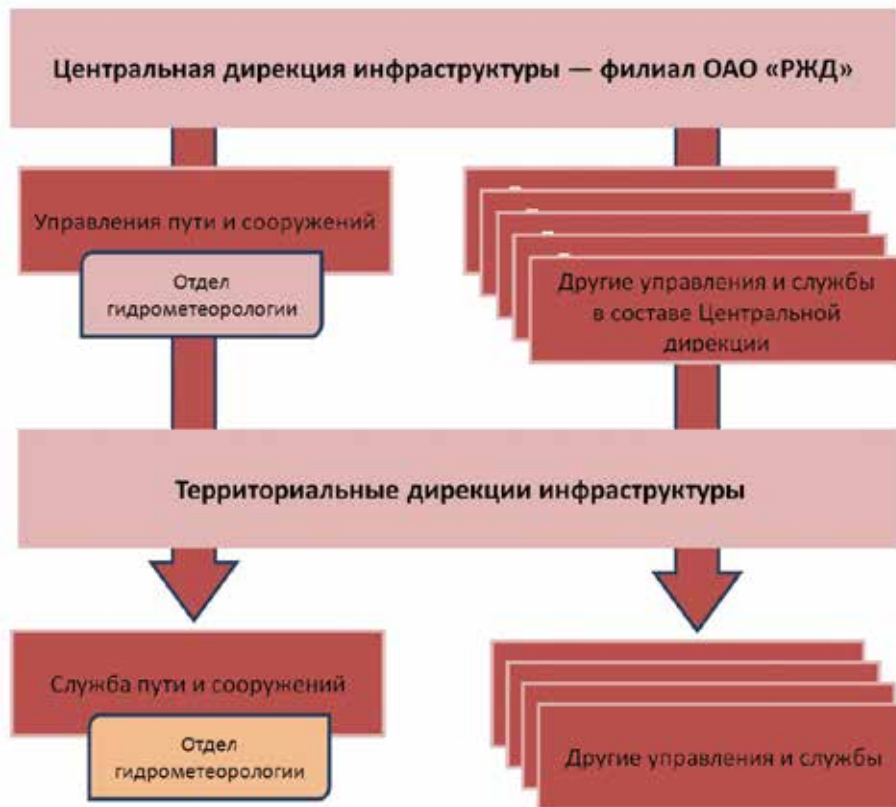 Центральная дирекция инфраструктуры — филиал ОАО «РЖД»
Управления пути и сооружений
Отдел
гидрометеорологии
Другие управления и службы
в составе Центральной
дирекции
Территориальные дирекции инфраструктуры
Служба пути и сооружений
Отдел
гидрометеорологии
Другие управления и службы